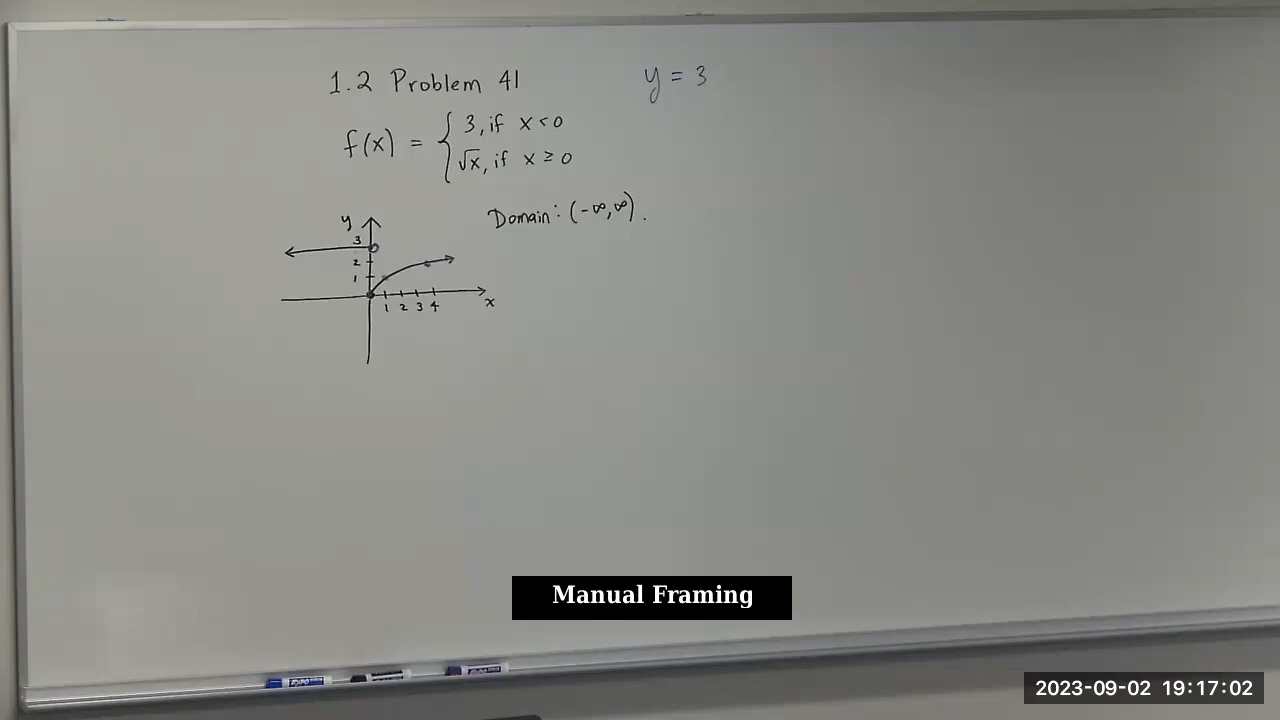 1.2 Problem 41
y = 3
f(x) = { 3, if x < 0
√x, if x ≥ 0
Domain: (-∞, ∞).
y
3
2
1
1 2 3 4
x
Manual Framing
EXPO
2023-09-02 19:17:02